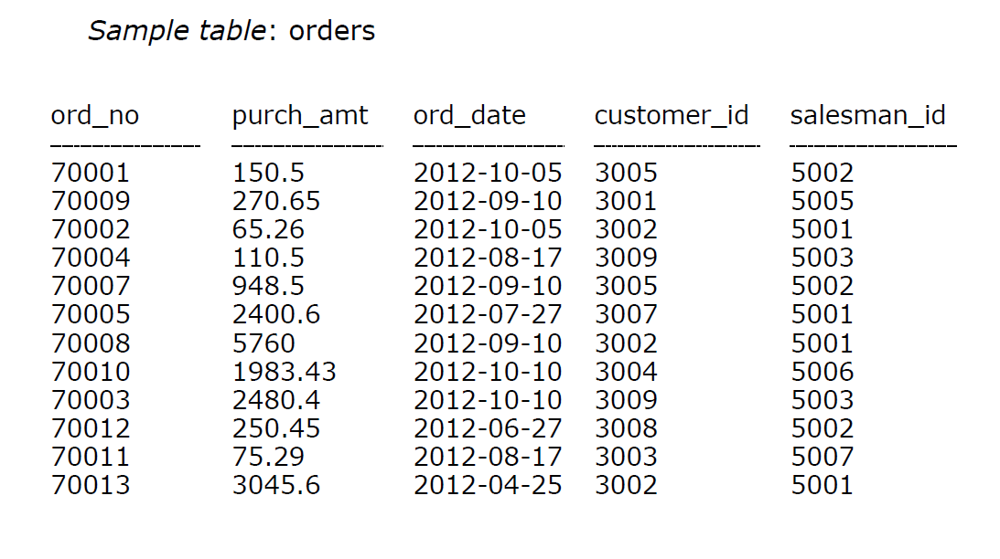 Sample table: orders
ord_no purch_amt ord_date customer_id salesman_id
70001 150.5 2012-10-05 3005 5002
70009 270.65 2012-09-10 3001 5005
70002 65.26 2012-10-05 3002 5001
70004 110.5 2012-08-17 3009 5003
70007 948.5 2012-09-10 3005 5002
70005 2400.6 2012-07-27 3007 5001
70008 5760 2012-09-10 3002 5001
70010 1983.43 2012-10-10 3004 5006
70003 2480.4 2012-10-10 3009 5003
70012 250.45 2012-06-27 3008 5002
70011 75.29 2012-08-17 3003 5007
70013 3045.6 2012-04-25 3002 5001